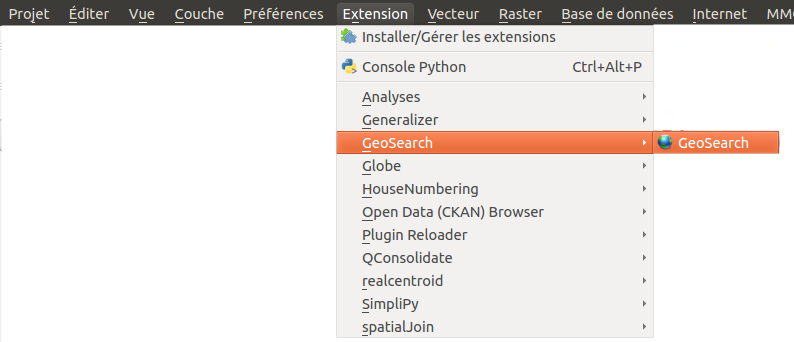 Projet Éditer Vue Couche Préférences Extension Vecteur Raster Base de données Internet
Installer/Gérer les extensions
Console Python Ctrl+Alt+P
Analyses
Generalizer
GeoSearch GeoSearch
Globe
HouseNumbering
Open Data (CKAN) Browser
Plugin Reloader
QConsolidate
realcentroid
SimpliPy
spatialJoin